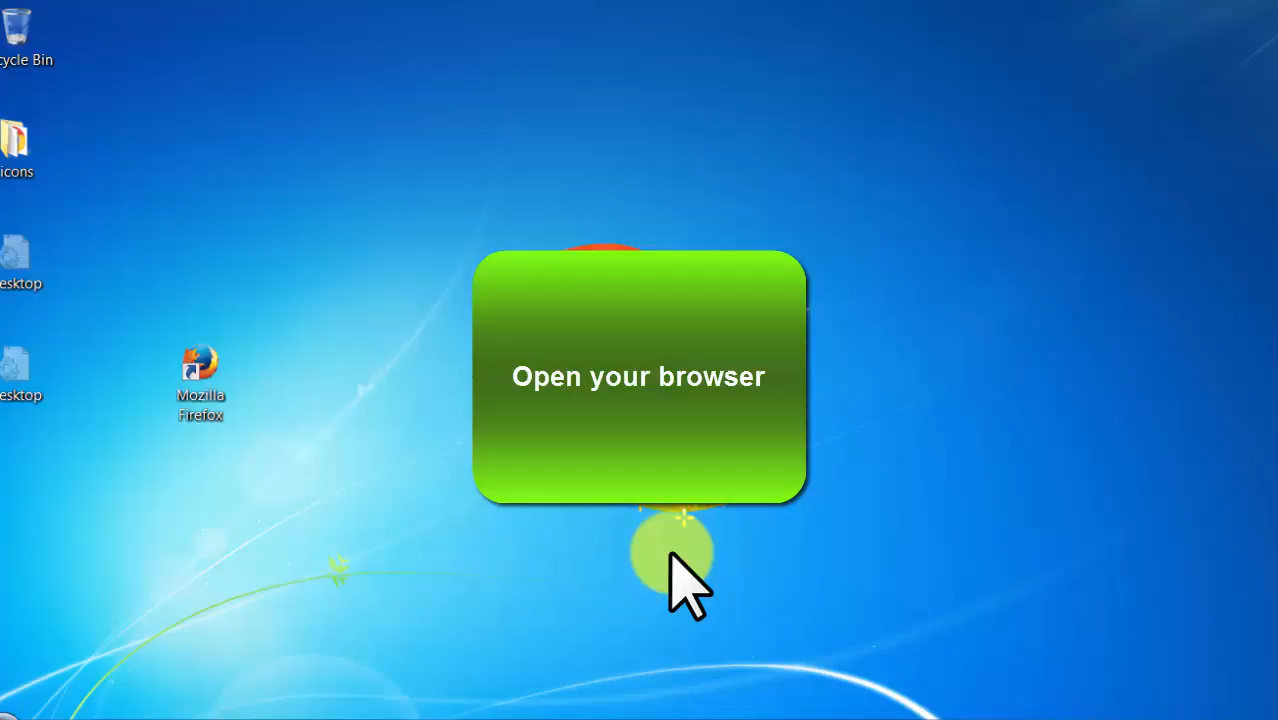 cycle Bin
icons
esktop
esktop
Mozilla
Firefox
Open your browser